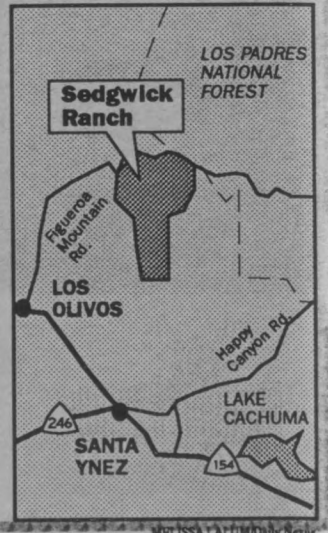 LOS PADRES
NATIONAL
FOREST
Sedgwick
Ranch
Figueroa
Mountain
Rd.
LOS
OLIVOS
Happy
Canyon Rd.
LAKE
CACHUMA
246
SANTA
YNEZ
154